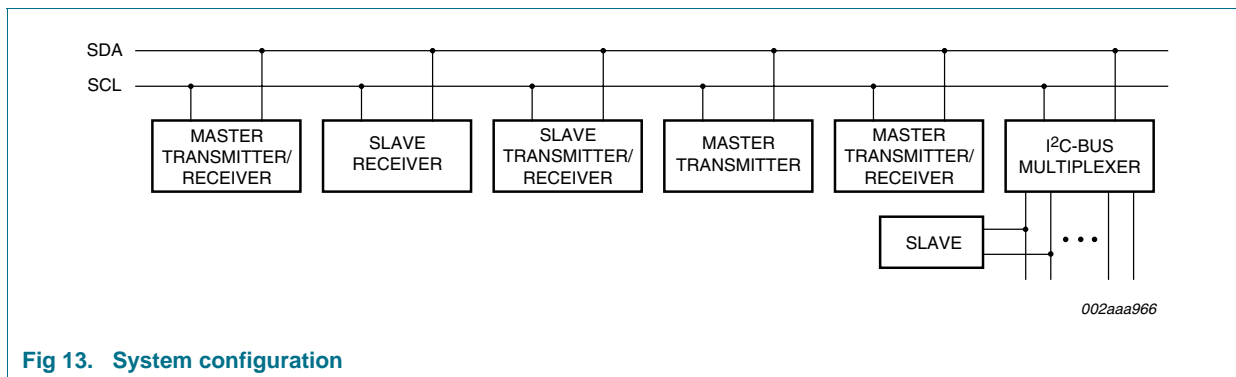 SDA
SCL
MASTER
TRANSMITTER/
RECEIVER
SLAVE
RECEIVER
SLAVE
TRANSMITTER/
RECEIVER
MASTER
TRANSMITTER
MASTER
TRANSMITTER/
RECEIVER
I²C-BUS
MULTIPLEXER
SLAVE
002aaa966
Fig 13. System configuration